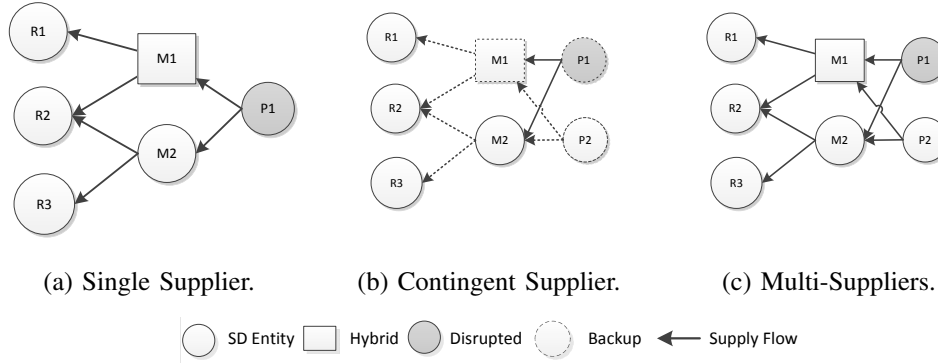 R1
M1
R2
P1
M2
R3
(a) Single Supplier.
R1
M1
P1
R2
M2
P2
R3
(b) Contingent Supplier.
R1
M1
P1
R2
M2
P2
R3
(c) Multi-Suppliers.
SD Entity Hybrid Disrupted Backup Supply Flow